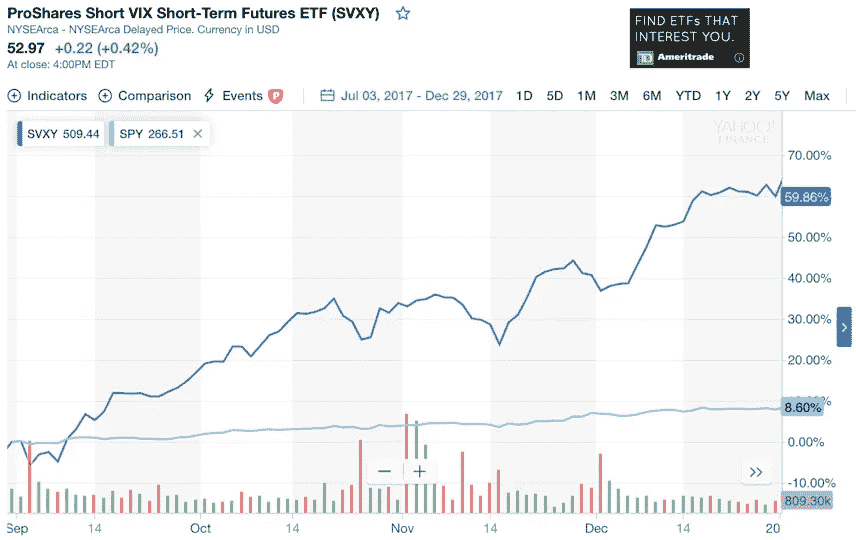 ProShares Short VIX Short-Term Futures ETF (SVXY)
NYSEArca - NYSEArca Delayed Price. Currency in USD
52.97 +0.22 (+0.42%)
At close: 4:00PM EDT
FIND ETFs THAT
INTEREST YOU.
TD Ameritrade
Indicators Comparison Events P Jul 03, 2017 - Dec 29, 2017 1D 5D 1M 3M 6M YTD 1Y 2Y 5Y Max
SVXY 509.44 SPY 266.51
YAHOO!
FINANCE
70.00%
59.86%
50.00%
40.00%
30.00%
20.00%
8.60%
0.00%
-10.00%
809.30k
Sep 14 Oct 14 Nov 14 Dec 14 20